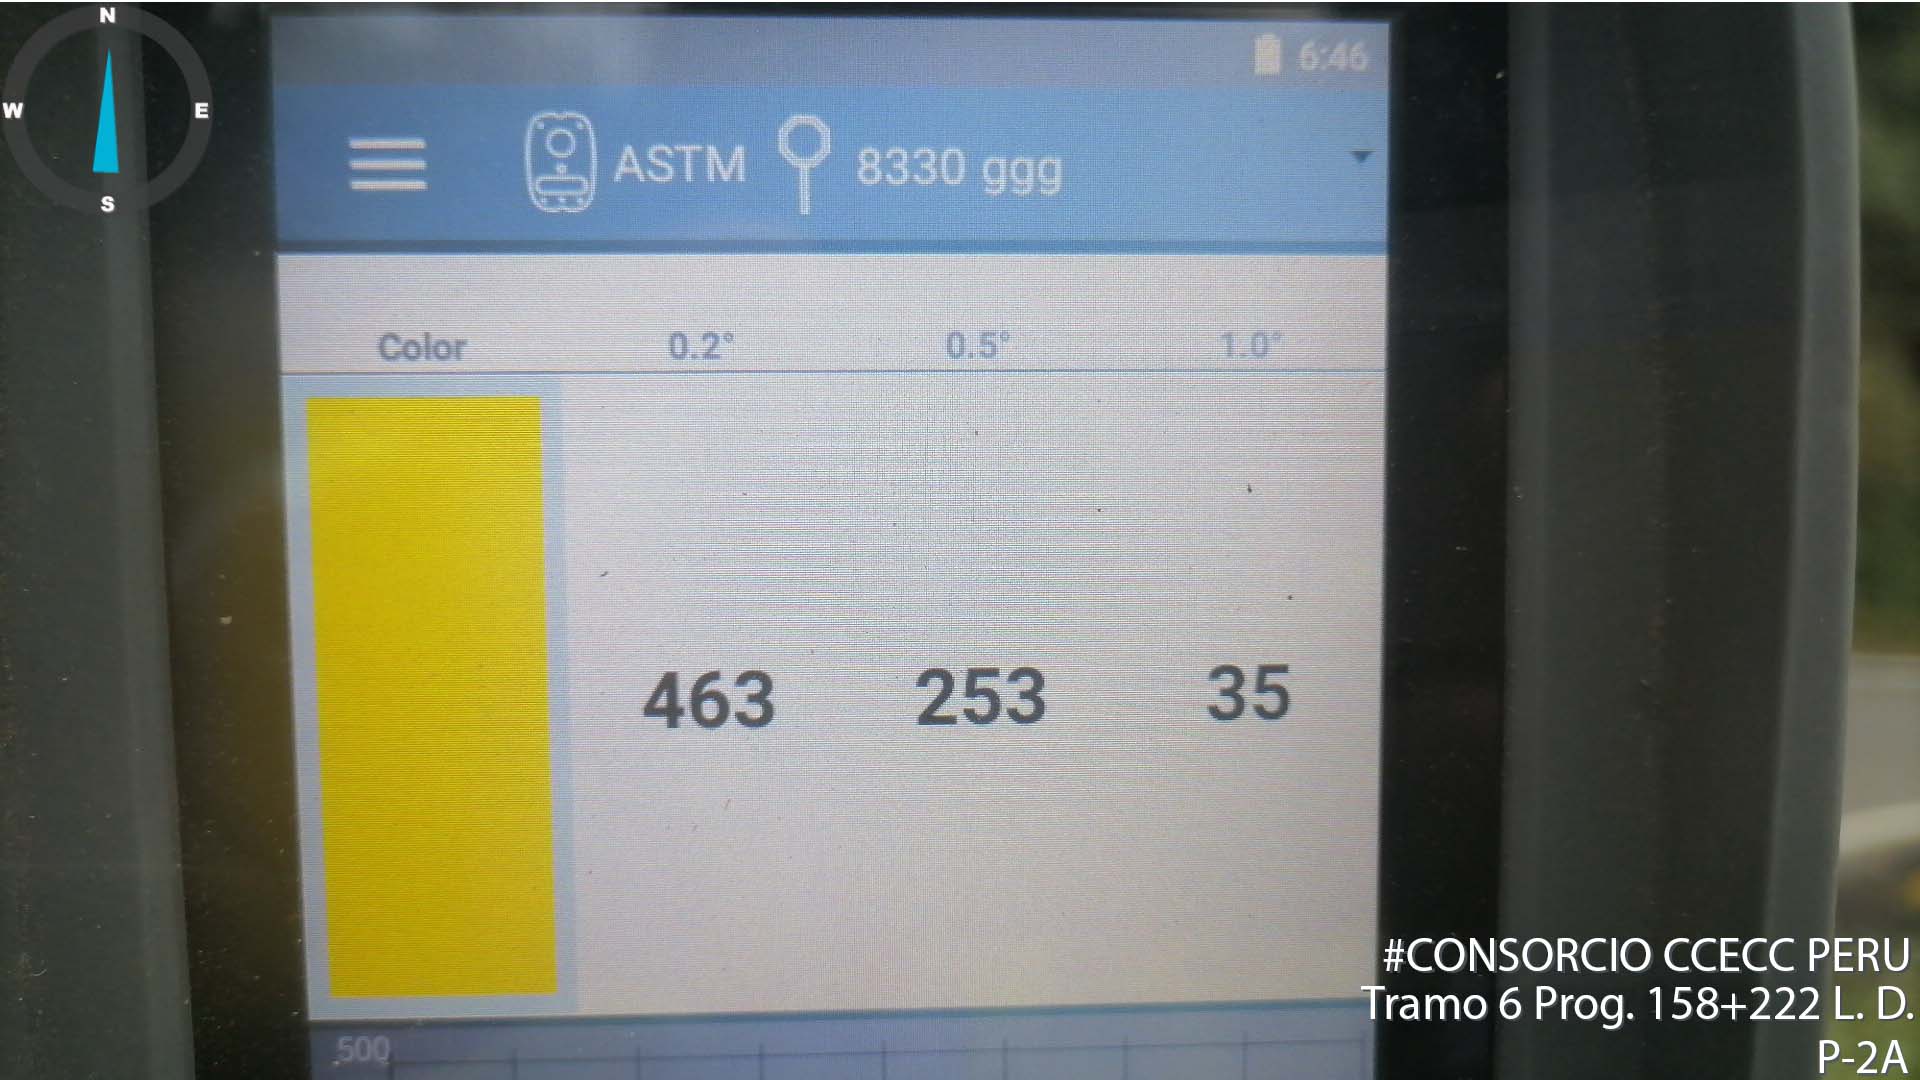 N
W E
S
6:46
ASTM 8330 ggg
Color 0.2° 0.5° 1.0°
463 253 35
500
#CONSORCIO CCECC PERU
Tramo 6 Prog. 158+222 L. D.
P-2A